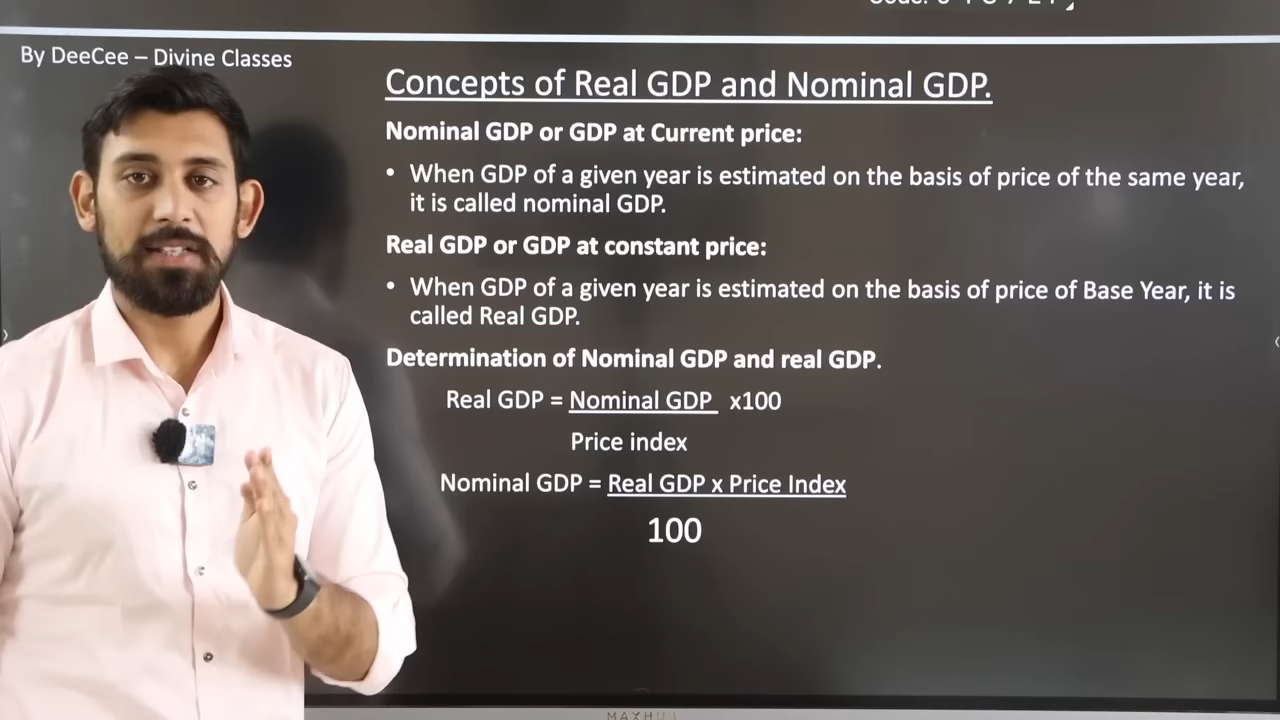 By DeeCee – Divine Classes
Concepts of Real GDP and Nominal GDP.
Nominal GDP or GDP at Current price:
• When GDP of a given year is estimated on the basis of price of the same year,
it is called nominal GDP.
Real GDP or GDP at constant price:
• When GDP of a given year is estimated on the basis of price of Base Year, it is
called Real GDP.
Determination of Nominal GDP and real GDP.
Real GDP = Nominal GDP x100
Price index
Nominal GDP = Real GDP x Price Index
100